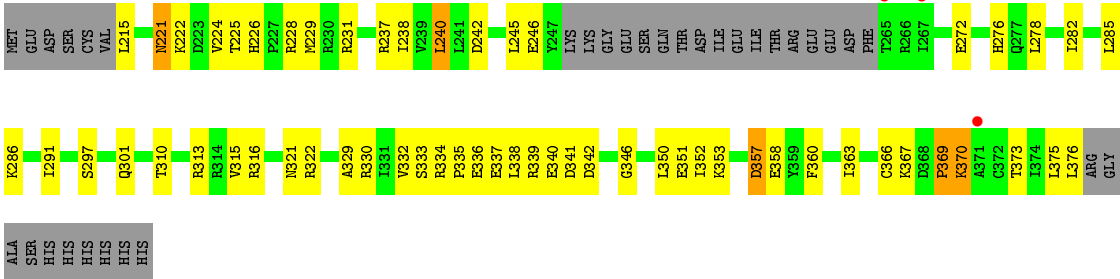 MET GLU ASP SER CYS VAL L215 N221 K222 D223 V224 T225 H226 P227 R228 M229 R230 R231 R237 I238 V239 L240 L241 D242 L245 E246 Y247 LYS LYS GLY GLU SER GLN THR ASP ILE GLU ILE THR ARG GLU GLU ASP PHE T265 R266 I267 E272 H276 Q277 L278 I282 L285
K286 I291 S297 Q301 T310 R313 R314 V315 R316 N321 R322 A329 R330 I331 V332 S333 R334 P335 E336 E337 L338 R339 E340 D341 D342 G346 L350 E351 I352 K353 D357 E358 Y359 F360 I363 C366 K367 D368 P369 K370 A371 C372 T373 I374 L375 L376 ARG GLY
ALA SER HIS HIS HIS HIS HIS HIS